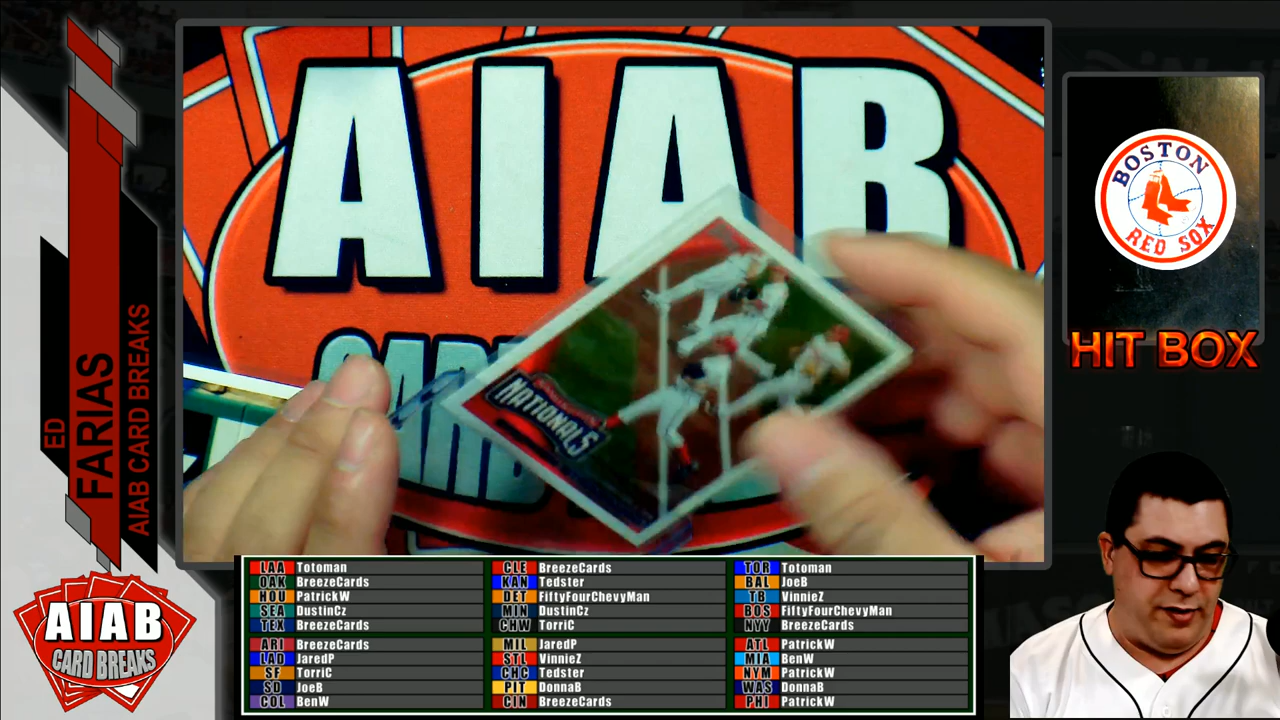 ED
FARIAS
AIAB CARD BREAKS
AIAB
CARD
NATIONALS
BOSTON
RED SOX
HIT BOX
AIAB
CARD BREAKS
LAA Totoman
OAK BreezeCards
HOU PatrickW
SEA DustinCz
TEX BreezeCards
ARI BreezeCards
LAD JaredP
SF TorriC
SD JoeB
COL BenW
CLE BreezeCards
KAN Tedster
DET FiftyFourChevyMan
MIN DustinCz
CHW TorriC
MIL JaredP
STL VinnieZ
CHC Tedster
PIT DonnaB
CIN BreezeCards
TOR Totoman
BAL JoeB
TB VinnieZ
BOS FiftyFourChevyMan
NYY BreezeCards
ATL PatrickW
MIA BenW
NYM PatrickW
WAS DonnaB
PHI PatrickW